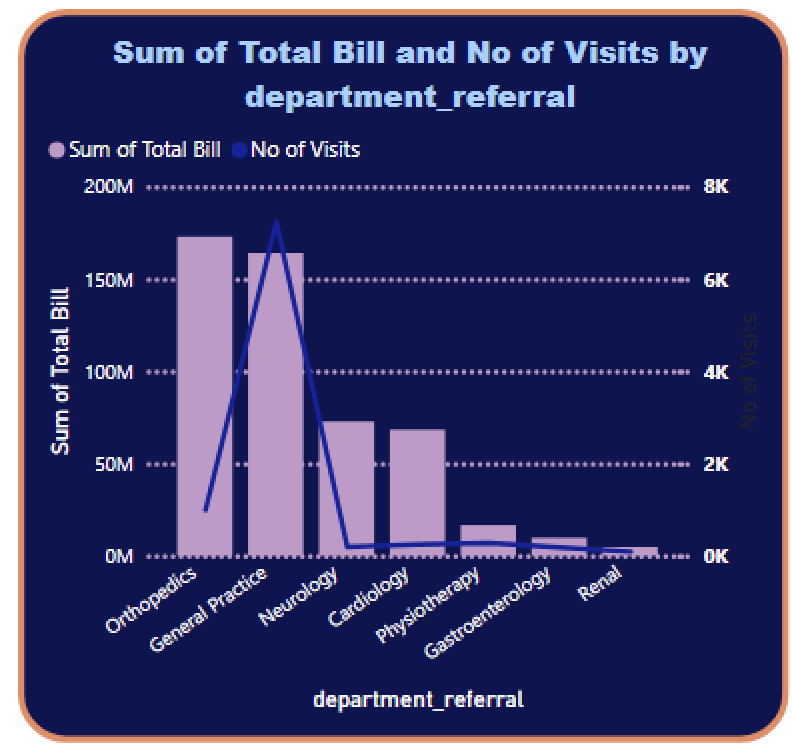 Sum of Total Bill and No of Visits by
department_referral
Sum of Total Bill No of Visits
200M
150M
100M
50M
0M
Sum of Total Bill
8K
6K
4K
2K
0K
No of Visits
Orthopedics
General Practice
Neurology
Cardiology
Physiotherapy
Gastroenterology
Renal
department_referral